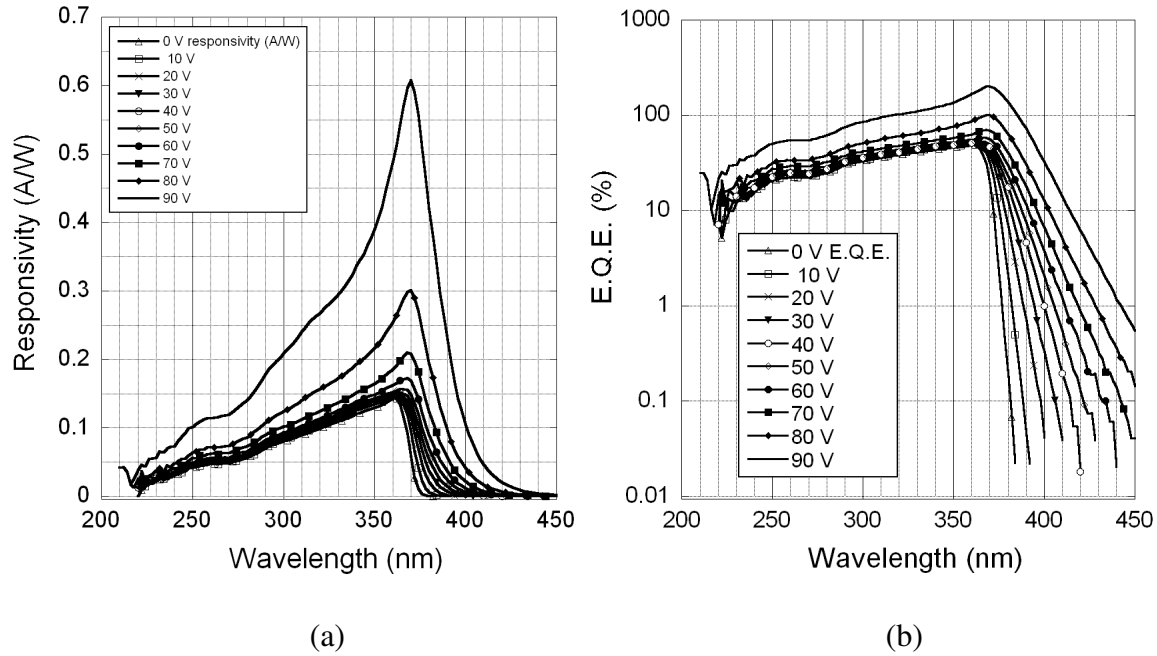 0.7
0.6
0.5
0.4
0.3
0.2
0.1
0
Responsivity (A/W)
0 V responsivity (A/W)
10 V
20 V
30 V
40 V
50 V
60 V
70 V
80 V
90 V
200 250 300 350 400 450
Wavelength (nm)
(a)
1000
100
10
1
0.1
0.01
E.Q.E. (%)
0 V E.Q.E.
10 V
20 V
30 V
40 V
50 V
60 V
70 V
80 V
90 V
200 250 300 350 400 450
Wavelength (nm)
(b)